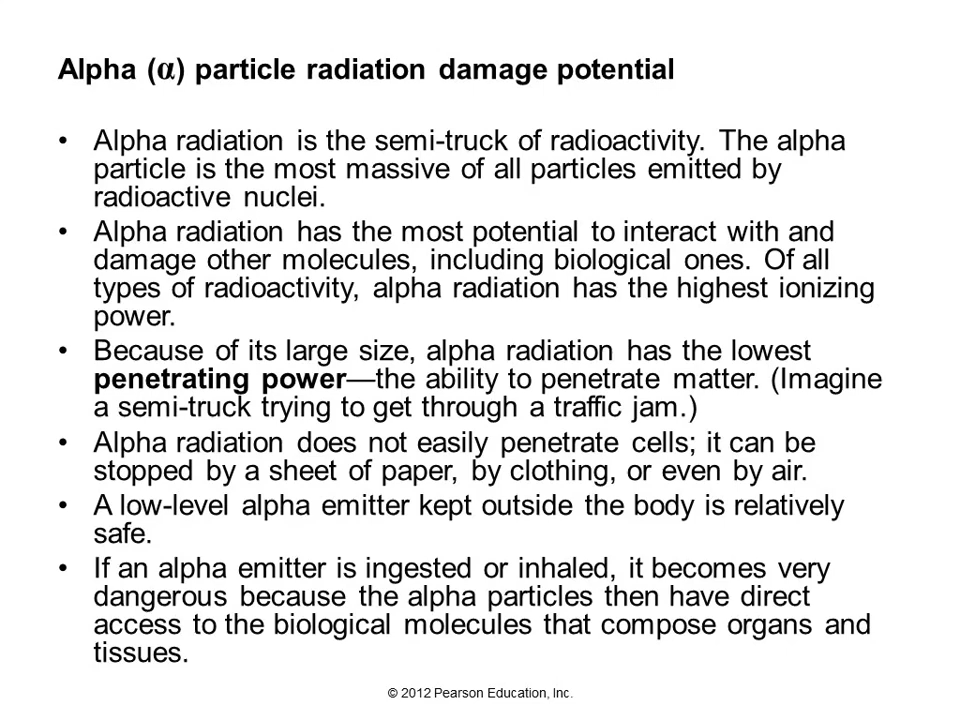 Alpha (α) particle radiation damage potential
• Alpha radiation is the semi-truck of radioactivity. The alpha
particle is the most massive of all particles emitted by
radioactive nuclei.
• Alpha radiation has the most potential to interact with and
damage other molecules, including biological ones. Of all
types of radioactivity, alpha radiation has the highest ionizing
power.
• Because of its large size, alpha radiation has the lowest
penetrating power—the ability to penetrate matter. (Imagine
a semi-truck trying to get through a traffic jam.)
• Alpha radiation does not easily penetrate cells; it can be
stopped by a sheet of paper, by clothing, or even by air.
• A low-level alpha emitter kept outside the body is relatively
safe.
• If an alpha emitter is ingested or inhaled, it becomes very
dangerous because the alpha particles then have direct
access to the biological molecules that compose organs and
tissues.
© 2012 Pearson Education, Inc.